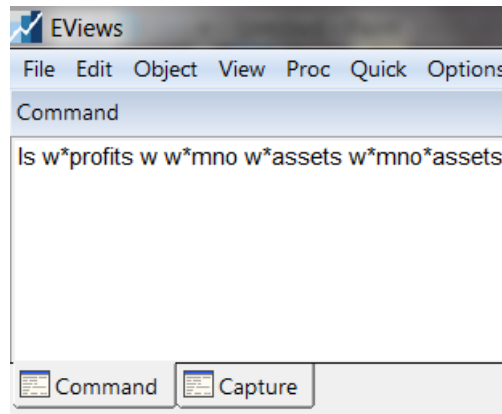 EViews
File Edit Object View Proc Quick Options
Command
ls w*profits w w*mno w*assets w*mno*assets
Command Capture